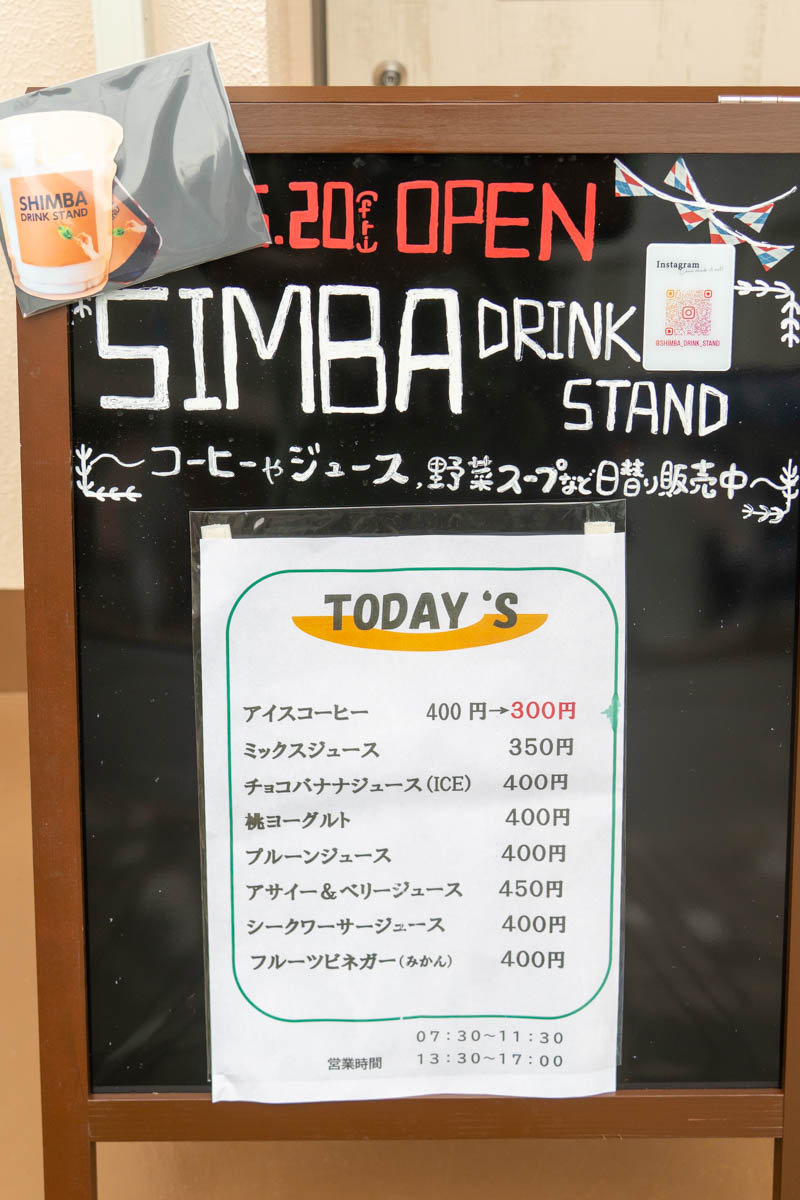 SHIMBA
DRINK STAND
.20(fri) OPEN
Instagram
@SHIMBA_DRINK_STAND
SIMBA DRINK
STAND
～コーヒーやジュース、野菜スープなど日替り販売中～
TODAY‘S
アイスコーヒー 400円→300円
ミックスジュース 350円
チョコバナナジュース(ICE) 400円
桃ヨーグルト 400円
プルーンジュース 400円
アサイー＆ベリージュース 450円
シークワーサージュース 400円
フルーツビネガー(みかん) 400円
07：30～11：30
営業時間 13：30～17：00